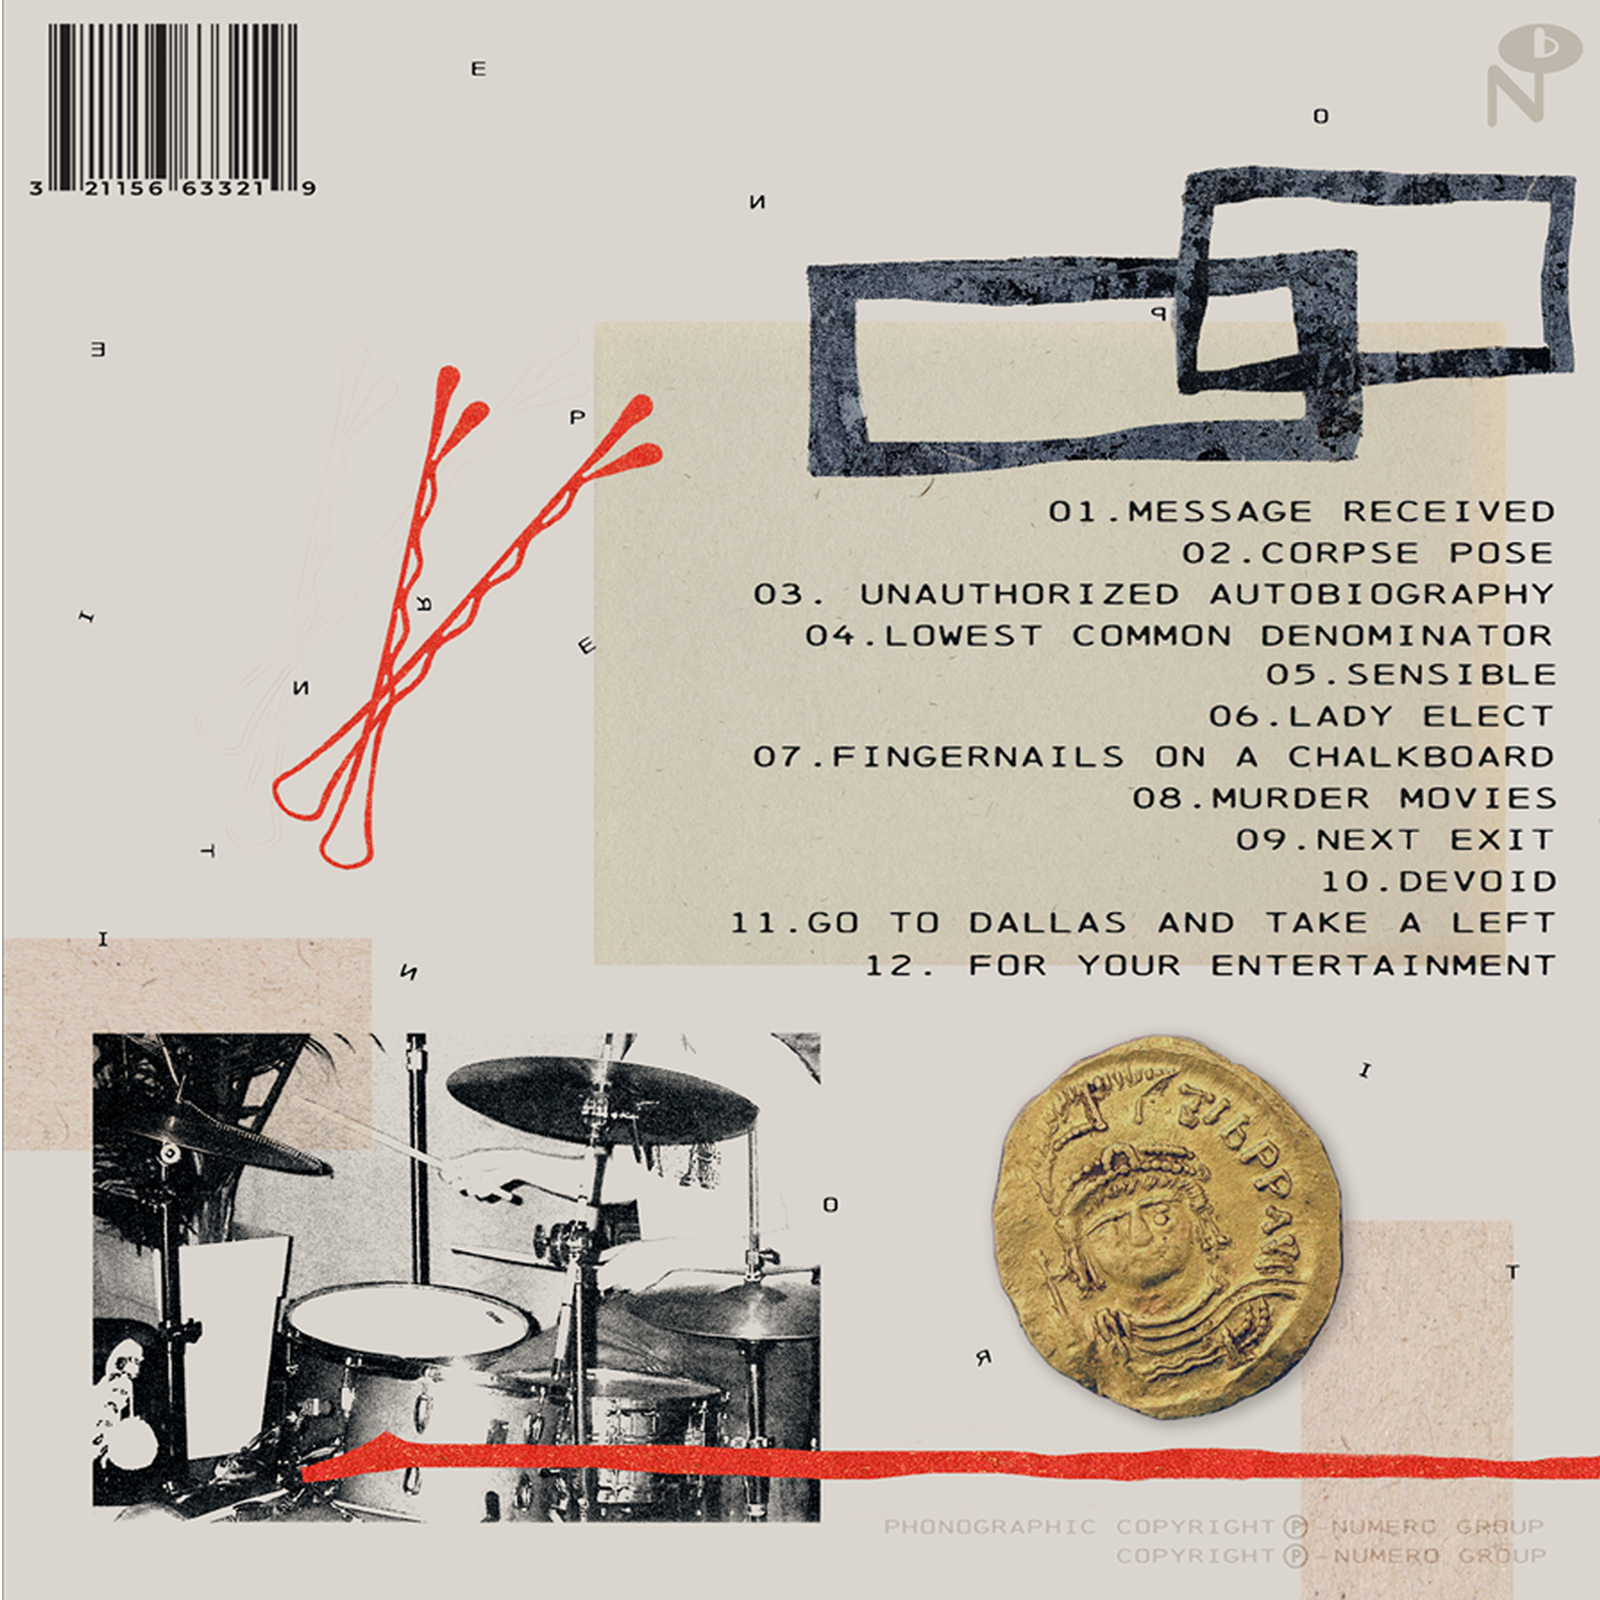 E
O
3 21156 63321 9
N
P
E
P
01.MESSAGE RECEIVED
02.CORPSE POSE
03. UNAUTHORIZED AUTOBIOGRAPHY
R
I
E
04.LOWEST COMMON DENOMINATOR
05.SENSIBLE
N
06.LADY ELECT
07.FINGERNAILS ON A CHALKBOARD
08.MURDER MOVIES
09.NEXT EXIT
T
10.DEVOID
11.GO TO DALLAS AND TAKE A LEFT
I
12. FOR YOUR ENTERTAINMENT
N
I
O
T
R
PHONOGRAPHIC COPYRIGHT Ⓟ-NUMERO GROUP
COPYRIGHT Ⓟ-NUMERO GROUP